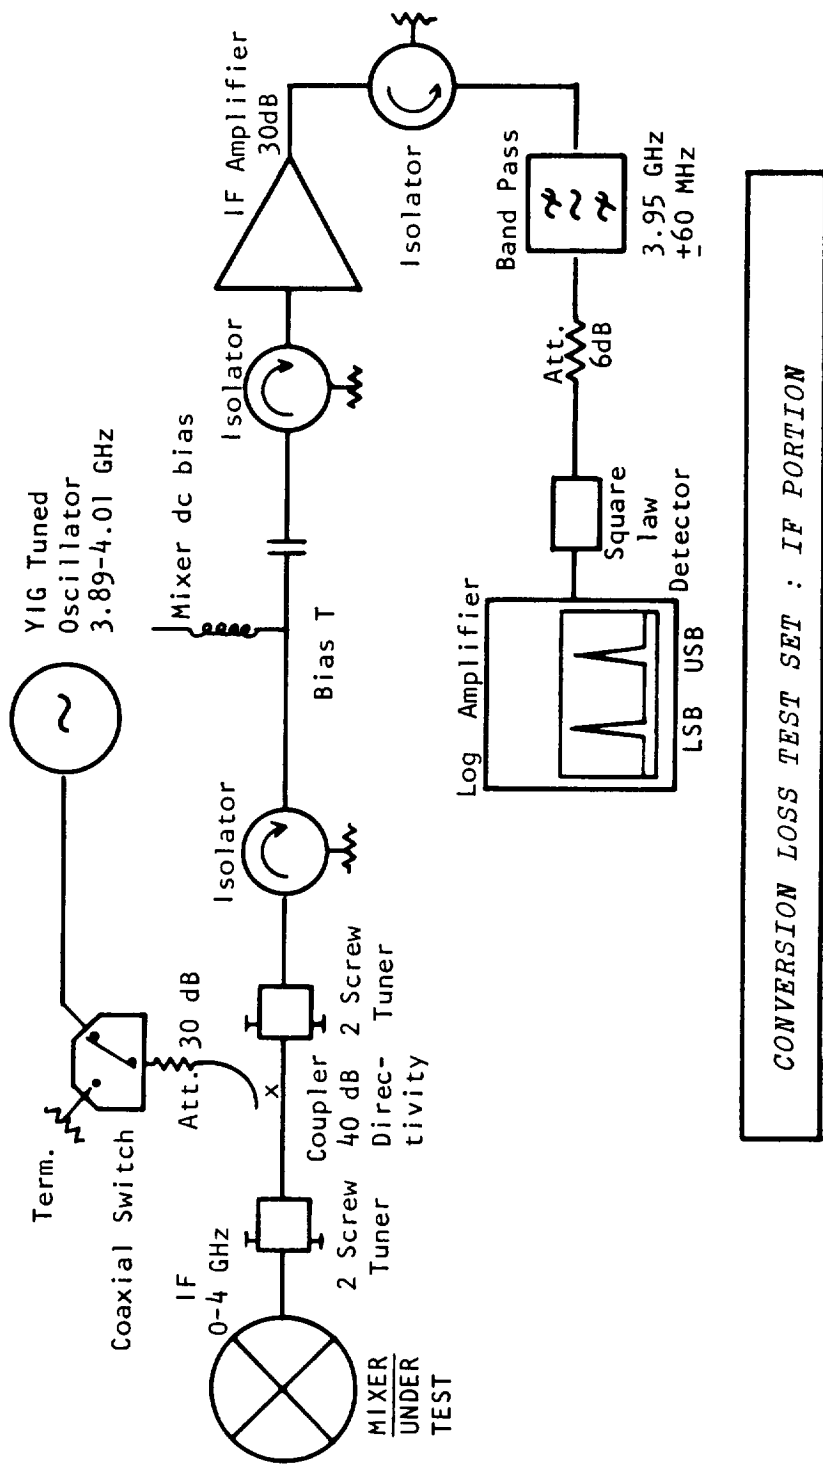 YIG Tuned
Oscillator
3.89-4.01 GHz
Term.
Coaxial Switch
Att. 30 dB
IF
0-4 GHz
MIXER
UNDER
TEST
2 Screw
Tuner
Coupler
40 dB
Direc-
tivity
x
2 Screw
Tuner
Isolator
Mixer dc bias
Bias T
Isolator
IF Amplifier
30dB
Isolator
Band Pass
3.95 GHz
±60 MHz
Att.
6dB
Square
law
Detector
Log Amplifier
LSB USB
CONVERSION LOSS TEST SET : IF PORTION